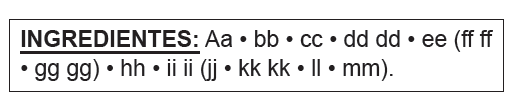 INGREDIENTES: Aa • bb • cc • dd dd • ee (ff ff
• gg gg) • hh • ii ii (jj • kk kk • ll • mm).